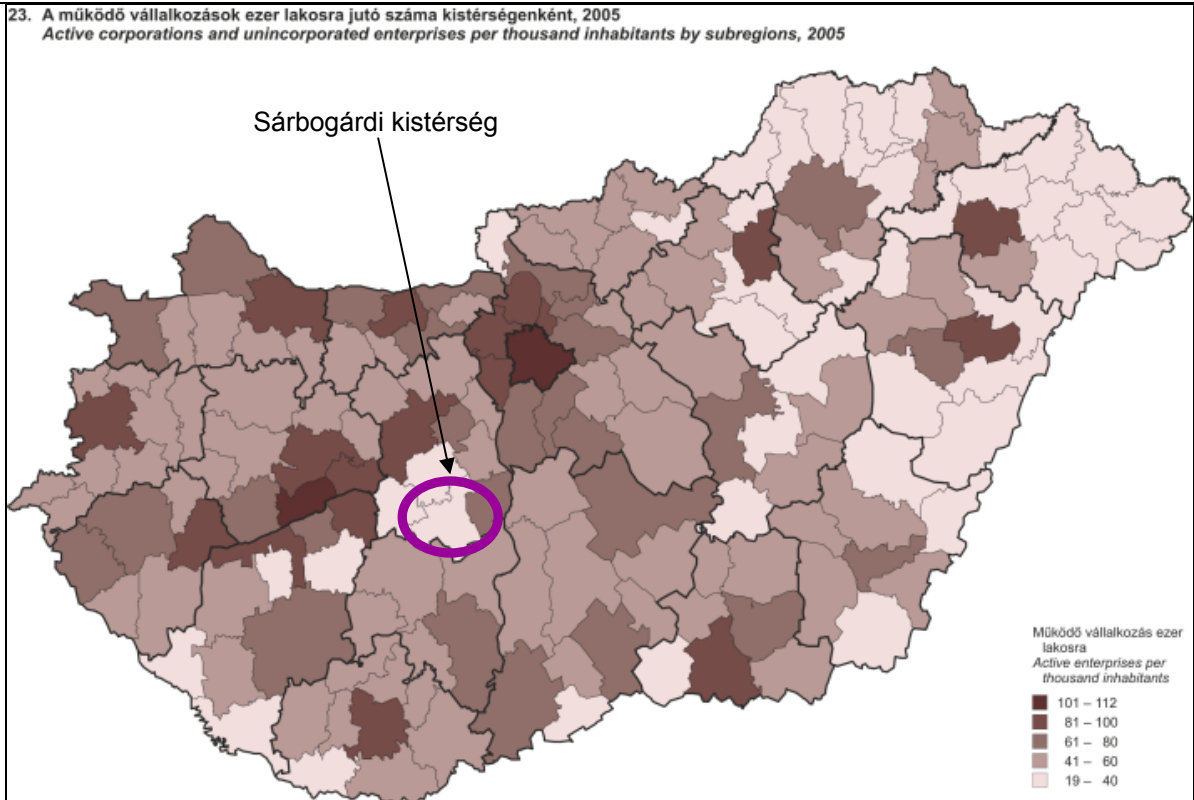 23. A működő vállalkozások ezer lakosra jutó száma kistérségenként, 2005
Active corporations and unincorporated enterprises per thousand inhabitants by subregions, 2005
Sárbogárdi kistérség
Működő vállalkozás ezer
lakosra
Active enterprises per
thousand inhabitants
101 – 112
81 – 100
61 – 80
41 – 60
19 – 40